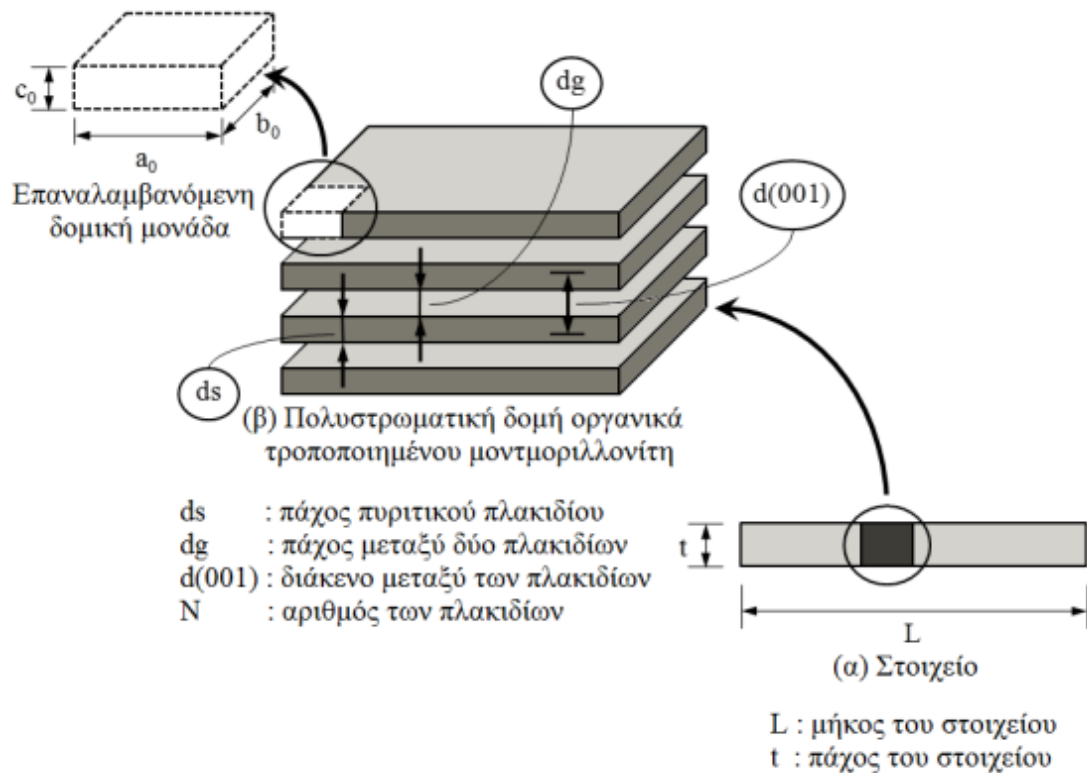 c₀
b₀
a₀
Επαναλαμβανόμενη
δομική μονάδα
dg
d(001)
ds
(β) Πολυστρωματική δομή οργανικά
τροποποιημένου μοντμοριλλονίτη
ds : πάχος πυριτικού πλακιδίου
dg : πάχος μεταξύ δύο πλακιδίων
d(001) : διάκενο μεταξύ των πλακιδίων
N : αριθμός των πλακιδίων
t
L
(α) Στοιχείο
L : μήκος του στοιχείου
t : πάχος του στοιχείου